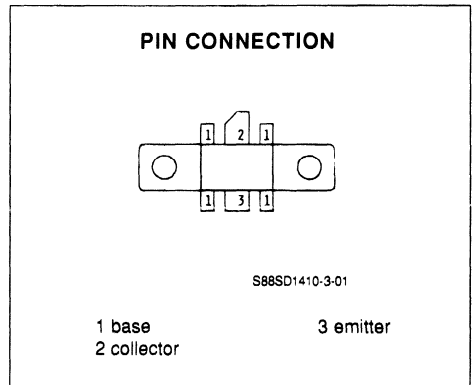 PIN CONNECTION
1 2 1
1 3 1
S88SD1410-3-01
1 base 3 emitter
2 collector